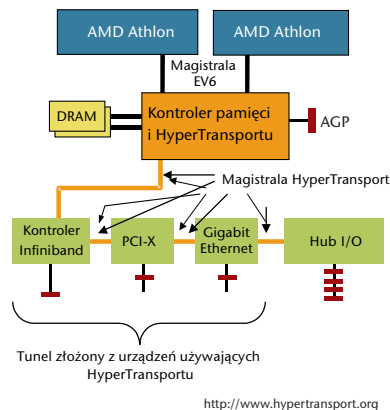 AMD Athlon
AMD Athlon
Magistrala
EV6
DRAM
Kontroler pamięci
i HyperTransportu
AGP
Magistrala HyperTransport
Kontroler
Infiniband
PCI-X
Gigabit
Ethernet
Hub I/O
Tunel złożony z urządzeń używających
HyperTransportu
http://www.hypertransport.org